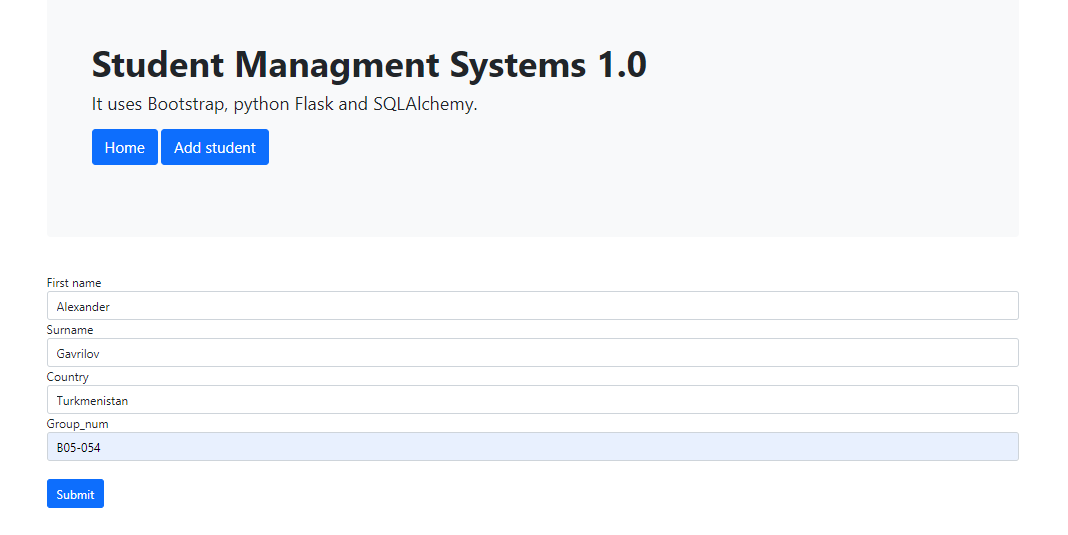 Student Managment Systems 1.0
It uses Bootstrap, python Flask and SQLAlchemy.
Home Add student
First name
Alexander
Surname
Gavrilov
Country
Turkmenistan
Group_num
B05-054
Submit